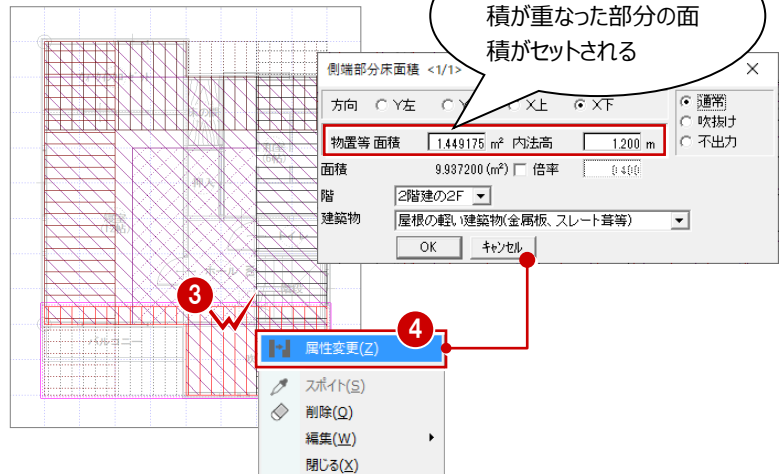 積が重なった部分の面
積がセットされる
側端部分床面積 <1/1>
方向 Y左 X上 X下
通常
吹抜け
不出力
物置等 面積 1.449175 m² 内法高 1.200 m
面積 9.937200 (m²) 倍率 0.400
階 2階建の2F
建築物 屋根の軽い建築物(金属板、スレート葺等)
OK キャンセル
ホール
3
バルコニー
4
属性変更(Z)
スポイト(S)
削除(Q)
編集(W)
閉じる(X)